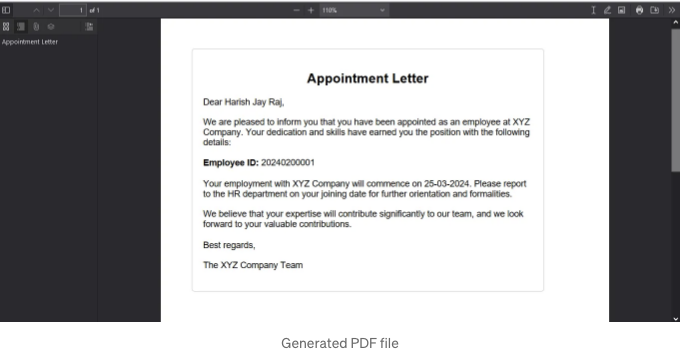 1 of 1
110%
Appointment Letter
Appointment Letter
Dear Harish Jay Raj,
We are pleased to inform you that you have been appointed as an employee at XYZ
Company. Your dedication and skills have earned you the position with the following
details:
Employee ID: 20240200001
Your employment with XYZ Company will commence on 25-03-2024. Please report
to the HR department on your joining date for further orientation and formalities.
We believe that your expertise will contribute significantly to our team, and we look
forward to your valuable contributions.
Best regards,
The XYZ Company Team
Generated PDF file